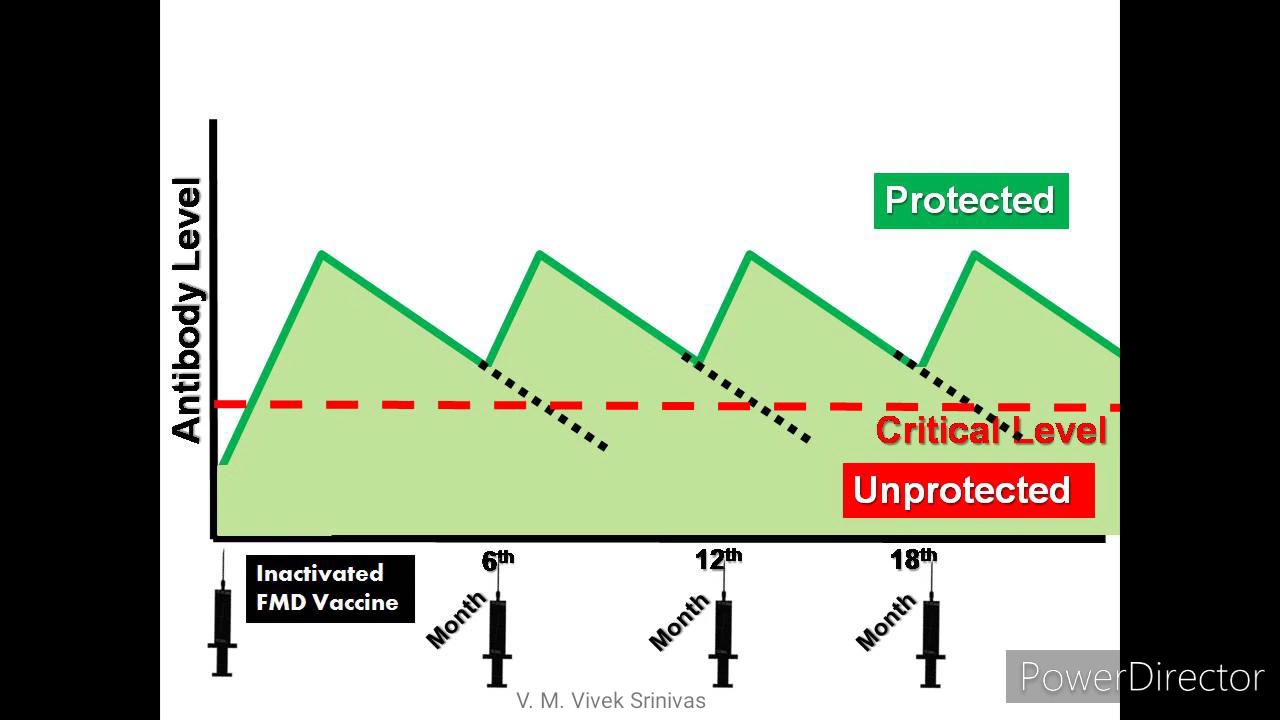 Protected
Antibody Level
Critical Level
Unprotected
6th
12th
18th
Inactivated
FMD Vaccine
Month
Month
Month
PowerDirector
V. M. Vivek Srinivas